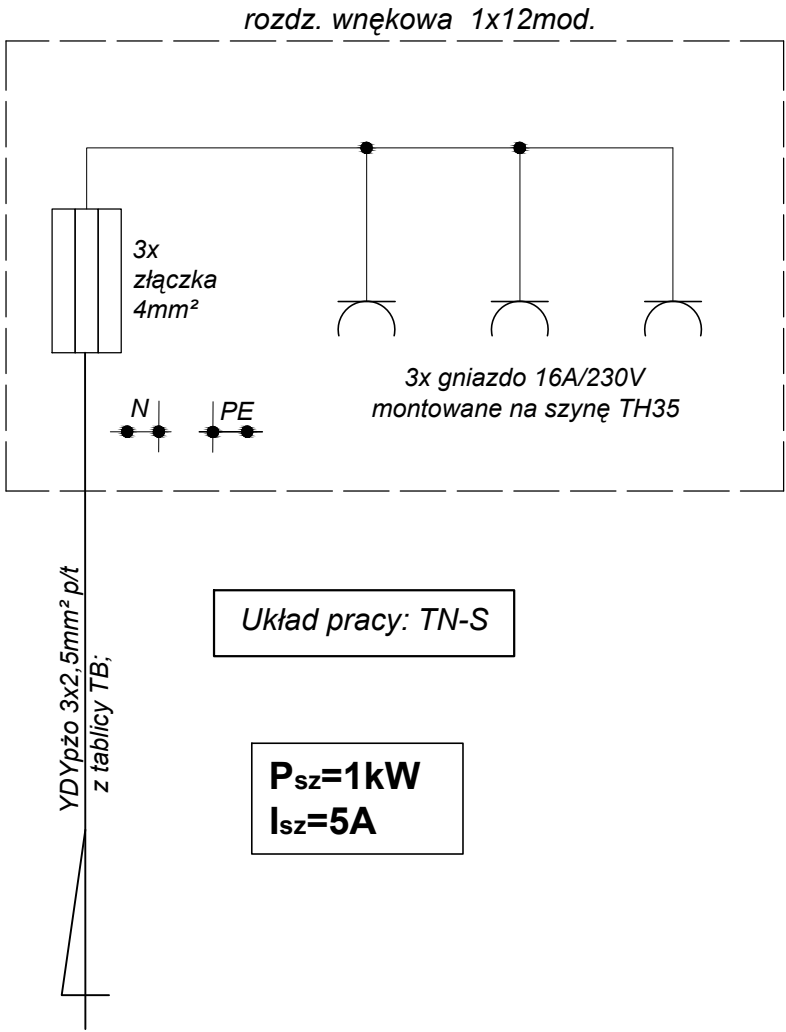 rozdz. wnękowa 1x12mod.
3x
złączka
4mm²
3x gniazdo 16A/230V
montowane na szynę TH35
N
PE
YDYpżo 3x2,5mm² p/t
z tablicy TB;
Układ pracy: TN-S
Psz=1kW
Isz=5A